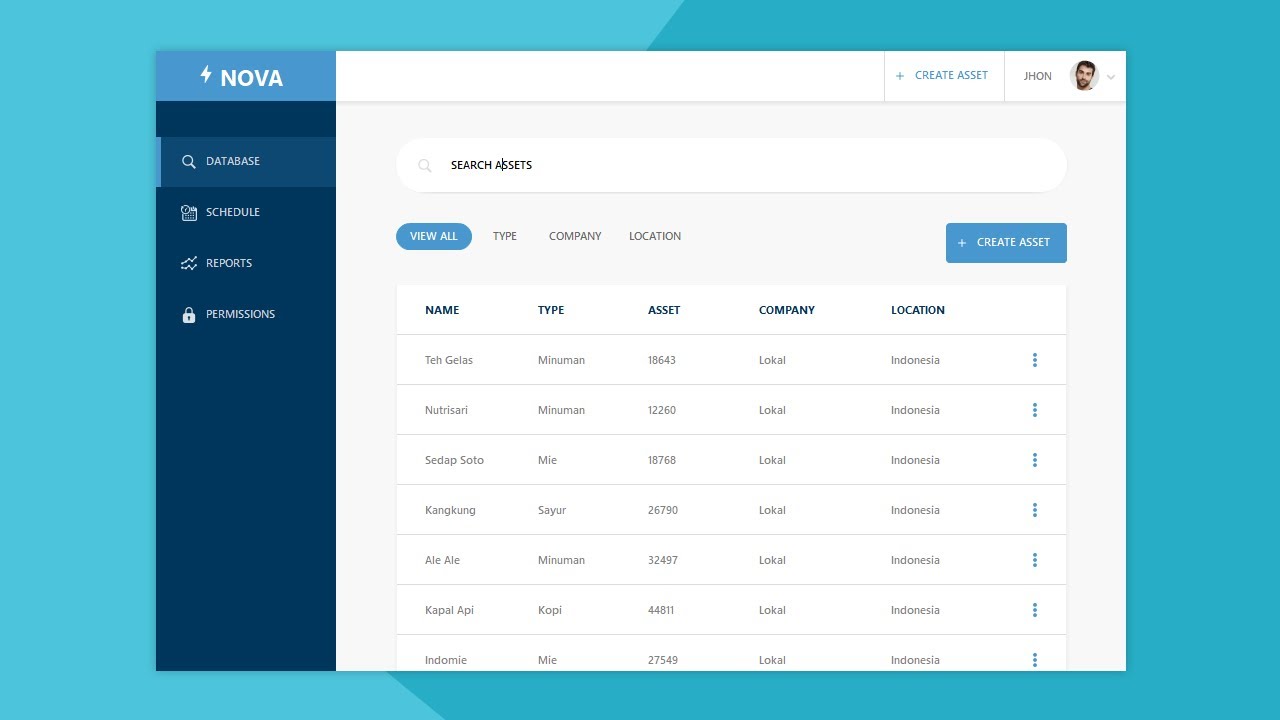 NOVA
+ CREATE ASSET
JHON
DATABASE
SCHEDULE
REPORTS
PERMISSIONS
SEARCH ASSETS
VIEW ALL TYPE COMPANY LOCATION
+ CREATE ASSET
NAME TYPE ASSET COMPANY LOCATION
Teh Gelas Minuman 18643 Lokal Indonesia
Nutrisari Minuman 12260 Lokal Indonesia
Sedap Soto Mie 18768 Lokal Indonesia
Kangkung Sayur 26790 Lokal Indonesia
Ale Ale Minuman 32497 Lokal Indonesia
Kapal Api Kopi 44811 Lokal Indonesia
Indomie Mie 27549 Lokal Indonesia